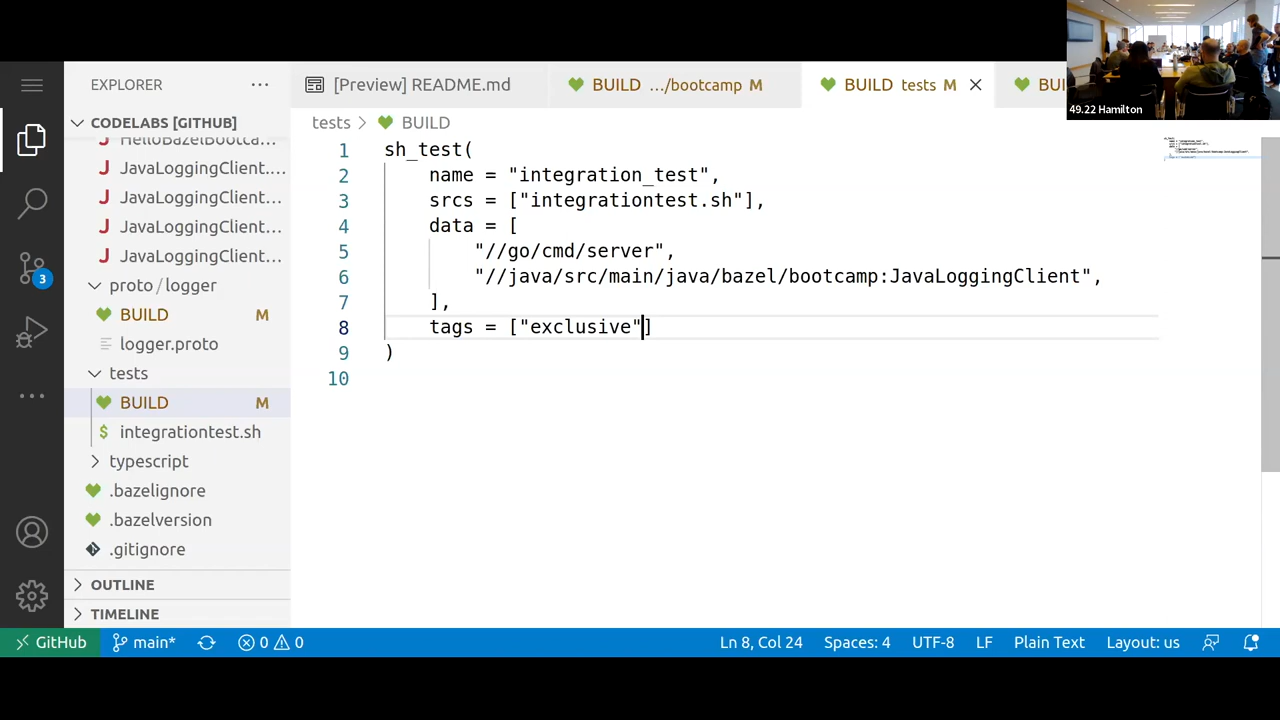 EXPLORER
[Preview] README.md
BUILD …/bootcamp M
BUILD tests M
BU
49.22 Hamilton
CODELABS [GITHUB]
HelloBazelBootca…
JavaLoggingClient.…
JavaLoggingClient.…
JavaLoggingClient.…
JavaLoggingClient.…
proto/logger
BUILD M
logger.proto
tests
BUILD M
integrationtest.sh
typescript
.bazelignore
.bazelversion
.gitignore
OUTLINE
TIMELINE
3
tests > BUILD
1 sh_test(
2 name = "integration_test",
3 srcs = ["integrationtest.sh"],
4 data = [
5 "//go/cmd/server",
6 "//java/src/main/java/bazel/bootcamp:JavaLoggingClient",
7 ],
8 tags = ["exclusive"]
9 )
10
GitHub main* 0 0 Ln 8, Col 24 Spaces: 4 UTF-8 LF Plain Text Layout: us